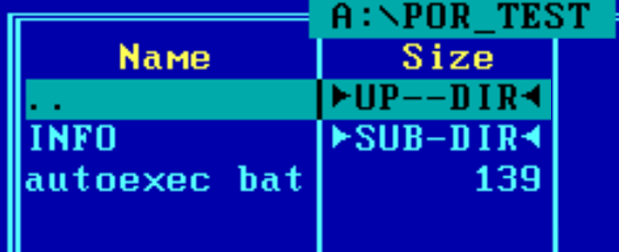 A:\POR_TEST
Name Size
.. ►UP--DIR◄
INFO ►SUB-DIR◄
autoexec bat 139